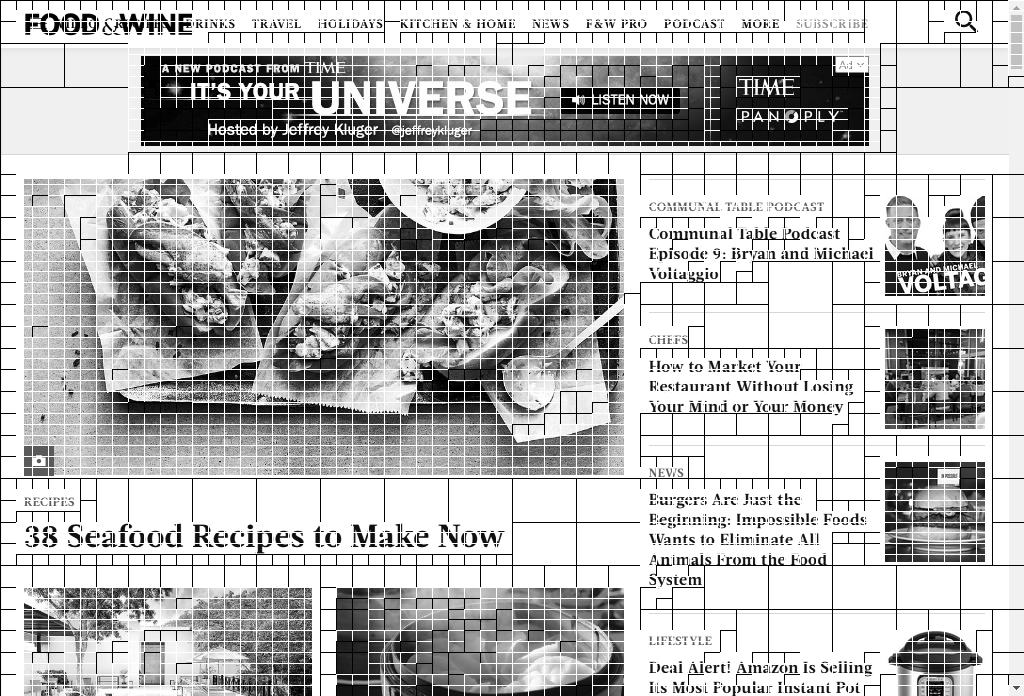 FOOD & WINE
DRINKS TRAVEL HOLIDAYS KITCHEN & HOME NEWS F&W PRO PODCAST MORE SUBSCRIBE
Ad
A NEW PODCAST FROM TIME
IT'S YOUR UNIVERSE
LISTEN NOW
TIME
PANOPLY
Hosted by Jeffrey Kluger
@jeffreykluger
COMMUNAL TABLE PODCAST
Communal Table Podcast
Episode 9: Bryan and Michael
Voltaggio
BRYAN AND MICHAEL
VOLTAG
CHEFS
How to Market Your
Restaurant Without Losing
Your Mind or Your Money
NEWS
Burgers Are Just the
Beginning: Impossible Foods
Wants to Eliminate All
Animals From the Food
System
RECIPES
38 Seafood Recipes to Make Now
LIFESTYLE
Deal Alert! Amazon is Selling
Its Most Popular Instant Pot